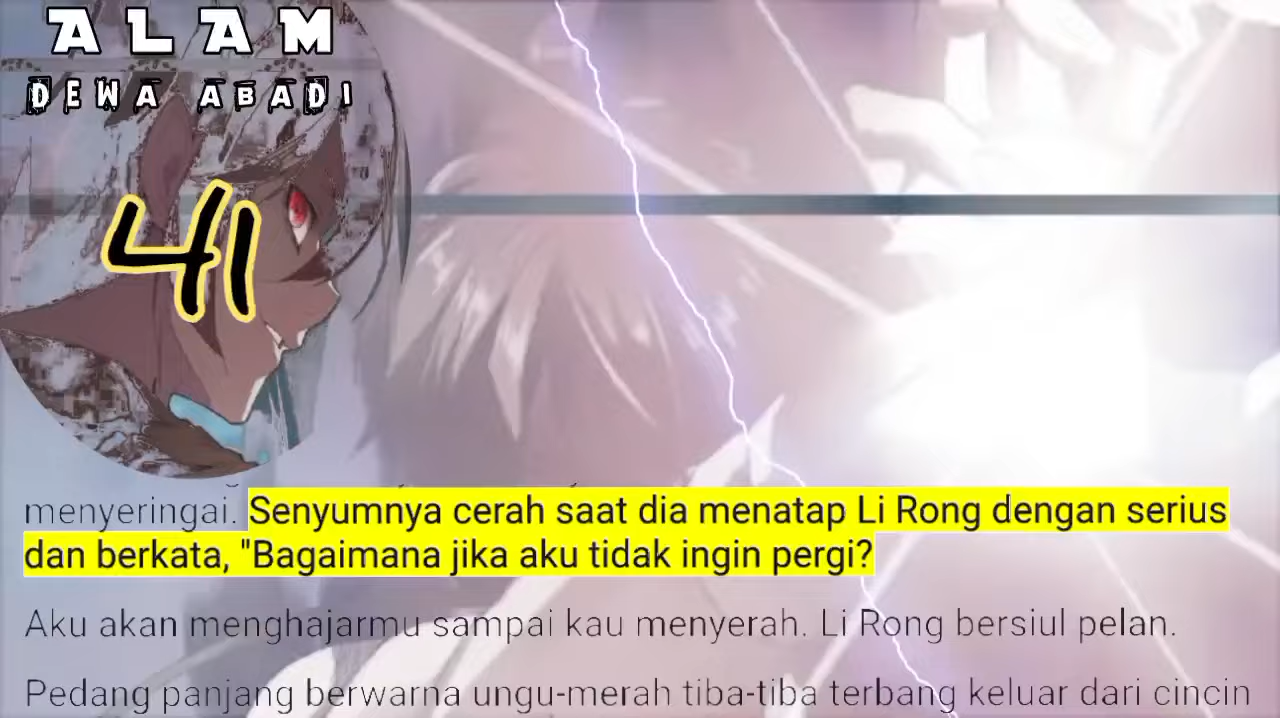 ALAM
DEWA ABADI
41
menyeringai. Senyumnya cerah saat dia menatap Li Rong dengan serius
dan berkata, "Bagaimana jika aku tidak ingin pergi?
Aku akan menghajarmu sampai kau menyerah. Li Rong bersiul pelan.
Pedang panjang berwarna ungu-merah tiba-tiba terbang keluar dari cincin